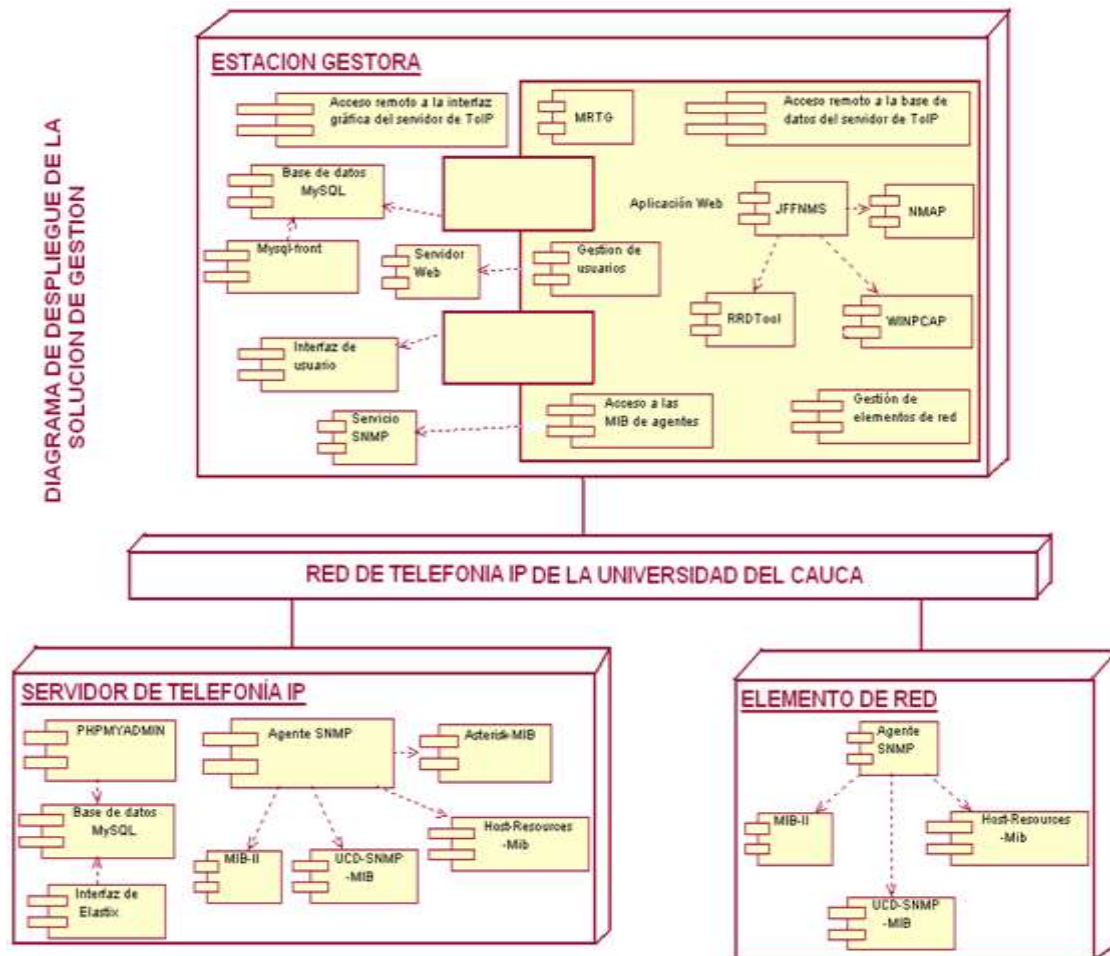 DIAGRAMA DE DESPLIEGUE DE LA
SOLUCION DE GESTION
ESTACION GESTORA
Acceso remoto a la interfaz
gráfica del servidor de ToIP
MRTG
Acceso remoto a la base de
datos del servidor de ToIP
Base de datos
MySQL
Aplicación Web
JFFNMS
NMAP
Mysql-front
Servidor
Web
Gestion de
usuarios
RRDTool
WINPCAP
Interfaz de
usuario
Servicio
SNMP
Acceso a las
MIB de agentes
Gestión de
elementos de red
RED DE TELEFONIA IP DE LA UNIVERSIDAD DEL CAUCA
SERVIDOR DE TELEFONÍA IP
PHPMYADMIN
Agente SNMP
Asterisk-MIB
Base de datos
MySQL
MIB-II
UCD-SNMP
-MIB
Host-Resources
-Mib
Interfaz de
Elastix
ELEMENTO DE RED
Agente
SNMP
MIB-II
Host-Resources
-Mib
UCD-SNMP
-MIB